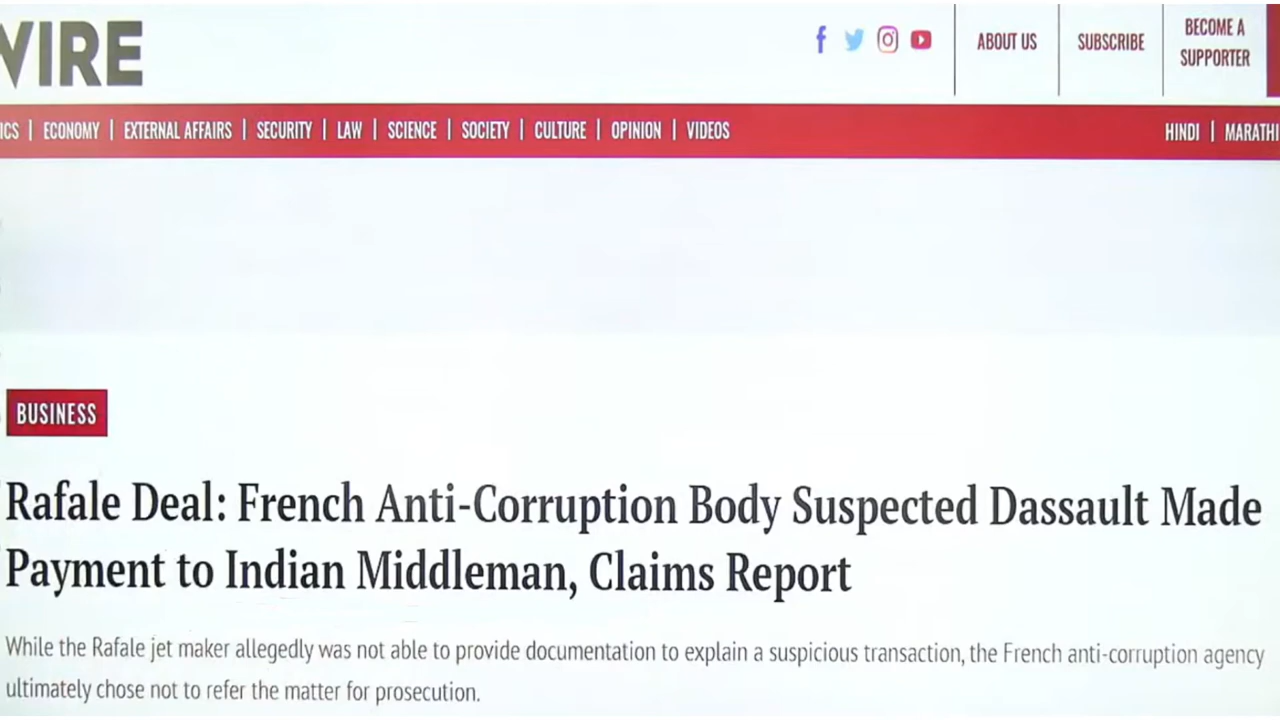 WIRE
ABOUT US
SUBSCRIBE
BECOME A
SUPPORTER
ICS | ECONOMY | EXTERNAL AFFAIRS | SECURITY | LAW | SCIENCE | SOCIETY | CULTURE | OPINION | VIDEOS
HINDI | MARATHI
BUSINESS
Rafale Deal: French Anti-Corruption Body Suspected Dassault Made
Payment to Indian Middleman, Claims Report
While the Rafale jet maker allegedly was not able to provide documentation to explain a suspicious transaction, the French anti-corruption agency
ultimately chose not to refer the matter for prosecution.